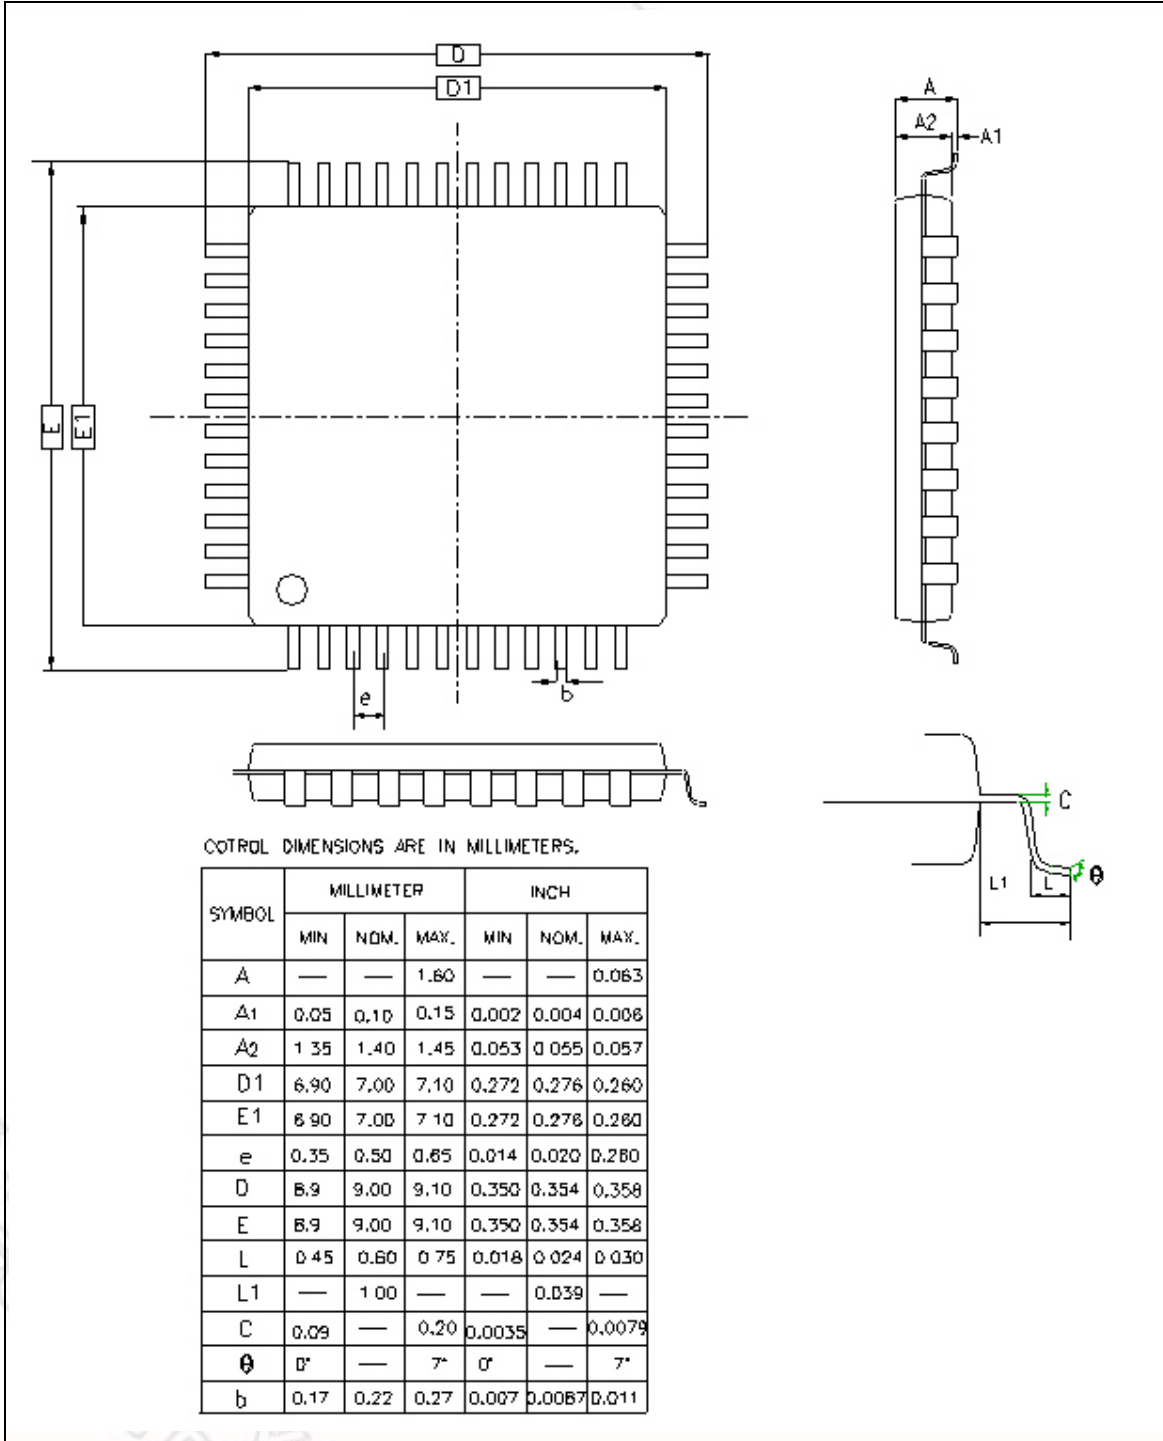 D
D1
A
A2
A1
E
E1
e
b
C
L1
L
θ
COTROL DIMENSIONS ARE IN MILLIMETERS.
SYMBOL MILLIMETER INCH
MIN NOM. MAX. MIN NOM. MAX.
A — — 1.60 — — 0.063
A1 0.05 0.10 0.15 0.002 0.004 0.006
A2 1.35 1.40 1.45 0.053 0.055 0.057
D1 6.90 7.00 7.10 0.272 0.276 0.260
E1 6.90 7.00 7.10 0.272 0.276 0.260
e 0.35 0.50 0.65 0.014 0.020 0.260
D 8.9 9.00 9.10 0.350 0.354 0.358
E 8.9 9.00 9.10 0.350 0.354 0.358
L 0.45 0.60 0.75 0.018 0.024 0.030
L1 — 1.00 — — 0.039 —
C 0.09 — 0.20 0.0035 — 0.0079
θ 0° — 7° 0° — 7°
b 0.17 0.22 0.27 0.007 0.0087 0.011